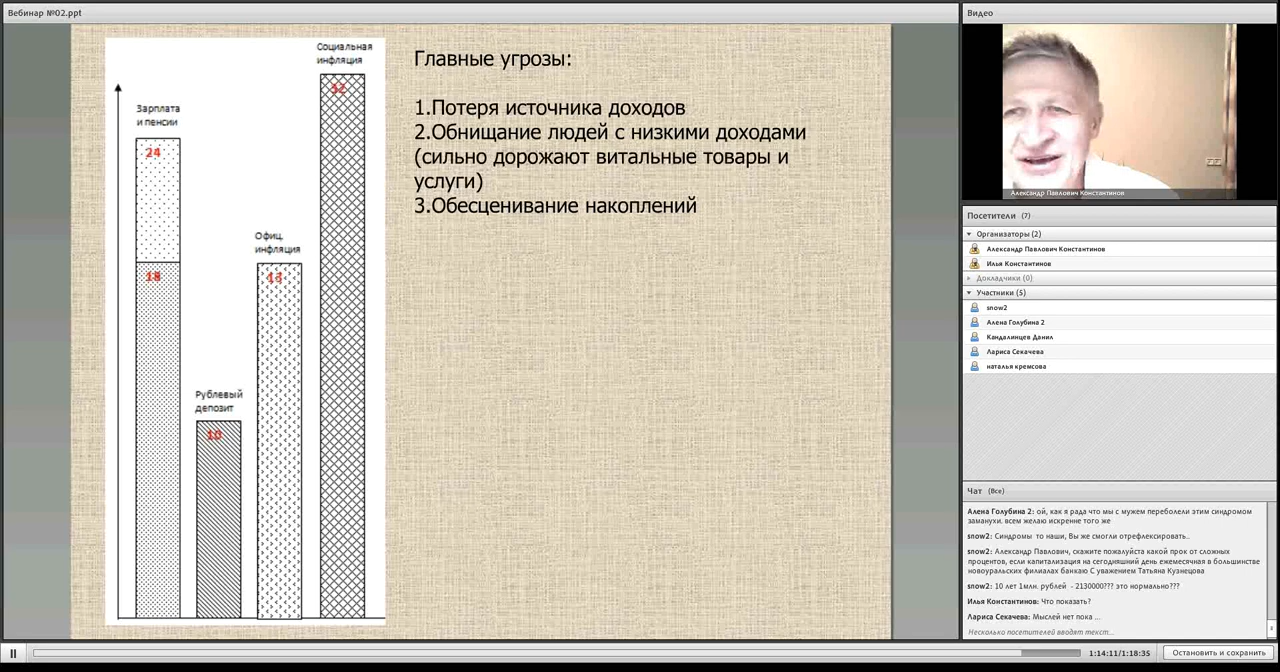 Вебинар №02.ppt
Социальная
инфляция
32
Зарплата
и пенсии
24
18
Офиц.
инфляция
13
Рублевый
депозит
10
Главные угрозы:
1.Потеря источника доходов
2.Обнищание людей с низкими доходами
(сильно дорожают витальные товары и
услуги)
3.Обесценивание накоплений
Видео
Александр Павлович Константинов
Посетители (7)
Организаторы (2)
Александр Павлович Константинов
Илья Константинов
Докладчики (0)
Участники (5)
snow2
Алена Голубина 2
Кандалинцев Данил
Лариса Секачева
наталья кремсова
Чат (Все)
Алена Голубина 2: ой, как я рада что мы с мужем переболели этим синдромом
заманухи. всем желаю искренне того же
snow2: Синдромы то наши, Вы же смогли отрефлексировать..
snow2: Александр Павлович, скажите пожалуйста какой прок от сложных
процентов, если капитализация на сегодняшний день ежемесячная в большинстве
новоуральских филиалах банкаю С уважением Татьяна Кузнецова
snow2: 10 лет 1млн. рублей - 2130000??? это нормально???
Илья Константинов: Что показать?
Лариса Секачева: Мыслей нет пока ...
Несколько посетителей вводят текст...
1:14:11/1:18:35
Остановить и сохранить